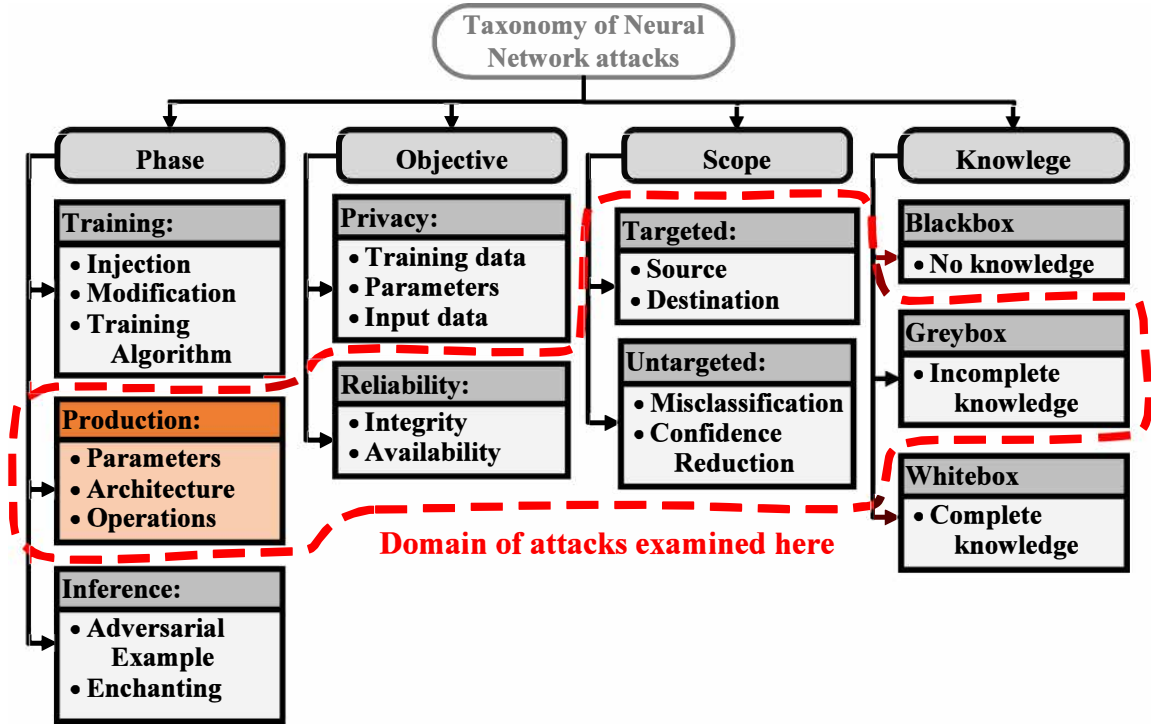 Taxonomy of Neural
Network attacks
Phase
Training:
• Injection
• Modification
• Training
Algorithm
Production:
• Parameters
• Architecture
• Operations
Inference:
• Adversarial
Example
• Enchanting
Objective
Privacy:
• Training data
• Parameters
• Input data
Reliability:
• Integrity
• Availability
Scope
Targeted:
• Source
• Destination
Untargeted:
• Misclassification
• Confidence
Reduction
Knowlege
Blackbox
• No knowledge
Greybox
• Incomplete
knowledge
Whitebox
• Complete
knowledge
Domain of attacks examined here